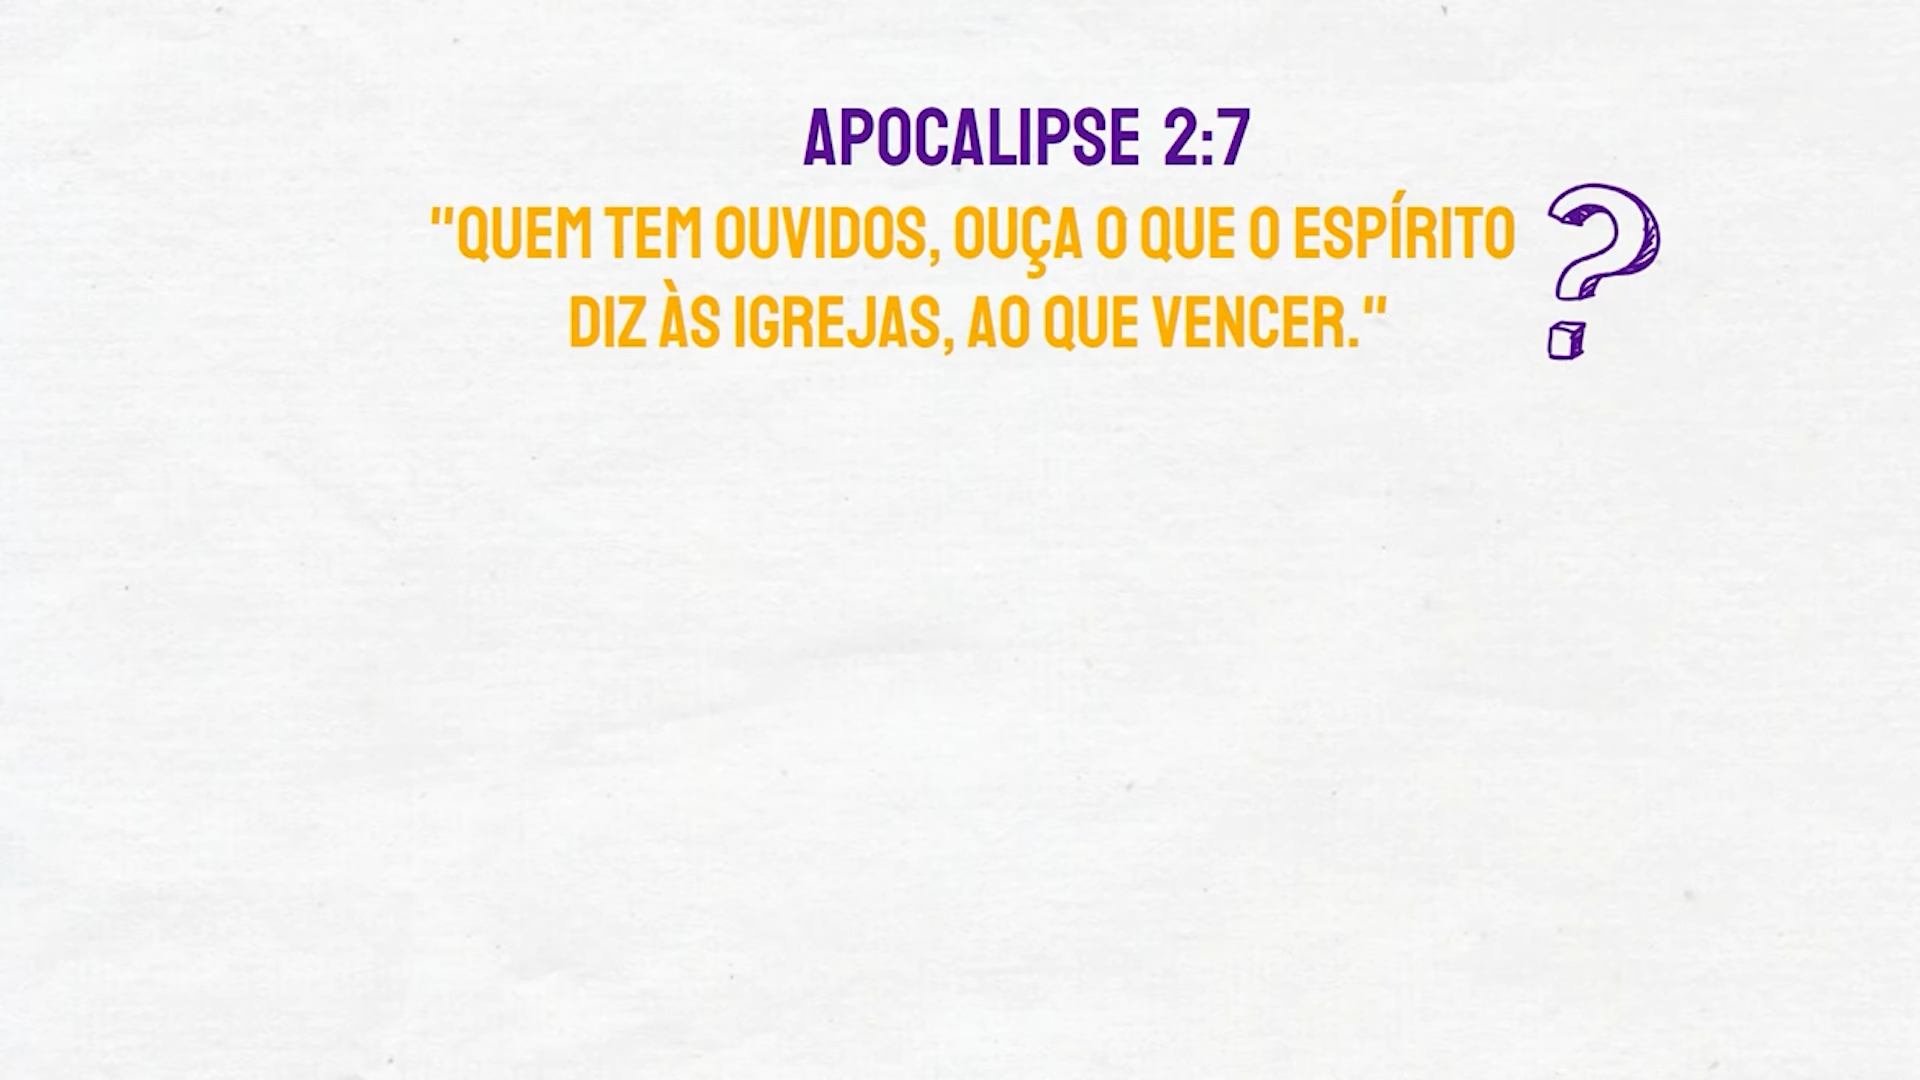 APOCALIPSE 2:7
"QUEM TEM OUVIDOS, OUÇA O QUE O ESPÍRITO
DIZ ÀS IGREJAS, AO QUE VENCER."
?